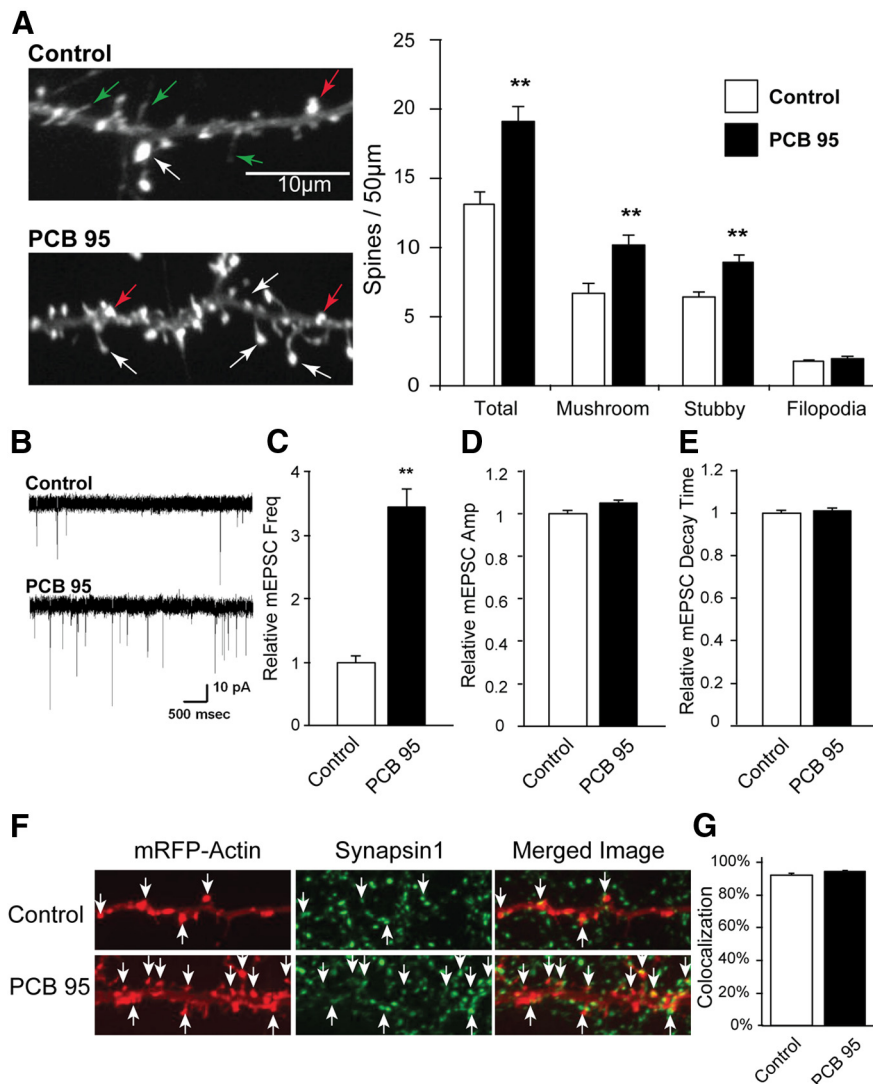 A
Control
10μm
PCB 95
Spines / 50μm
25
20
15
10
5
0
**
**
**
Control
PCB 95
Total
Mushroom
Stubby
Filopodia
B
Control
PCB 95
10 pA
500 msec
C
Relative mEPSC Freq
4
3
2
1
0
**
Control
PCB 95
D
Relative mEPSC Amp
1.2
1
0.8
0.6
0.4
0.2
0
Control
PCB 95
E
Relative mEPSC Decay Time
1.2
1
0.8
0.6
0.4
0.2
0
Control
PCB 95
F
mRFP-Actin
Synapsin1
Merged Image
Control
PCB 95
G
Colocalization
100%
80%
60%
40%
20%
0%
Control
PCB 95